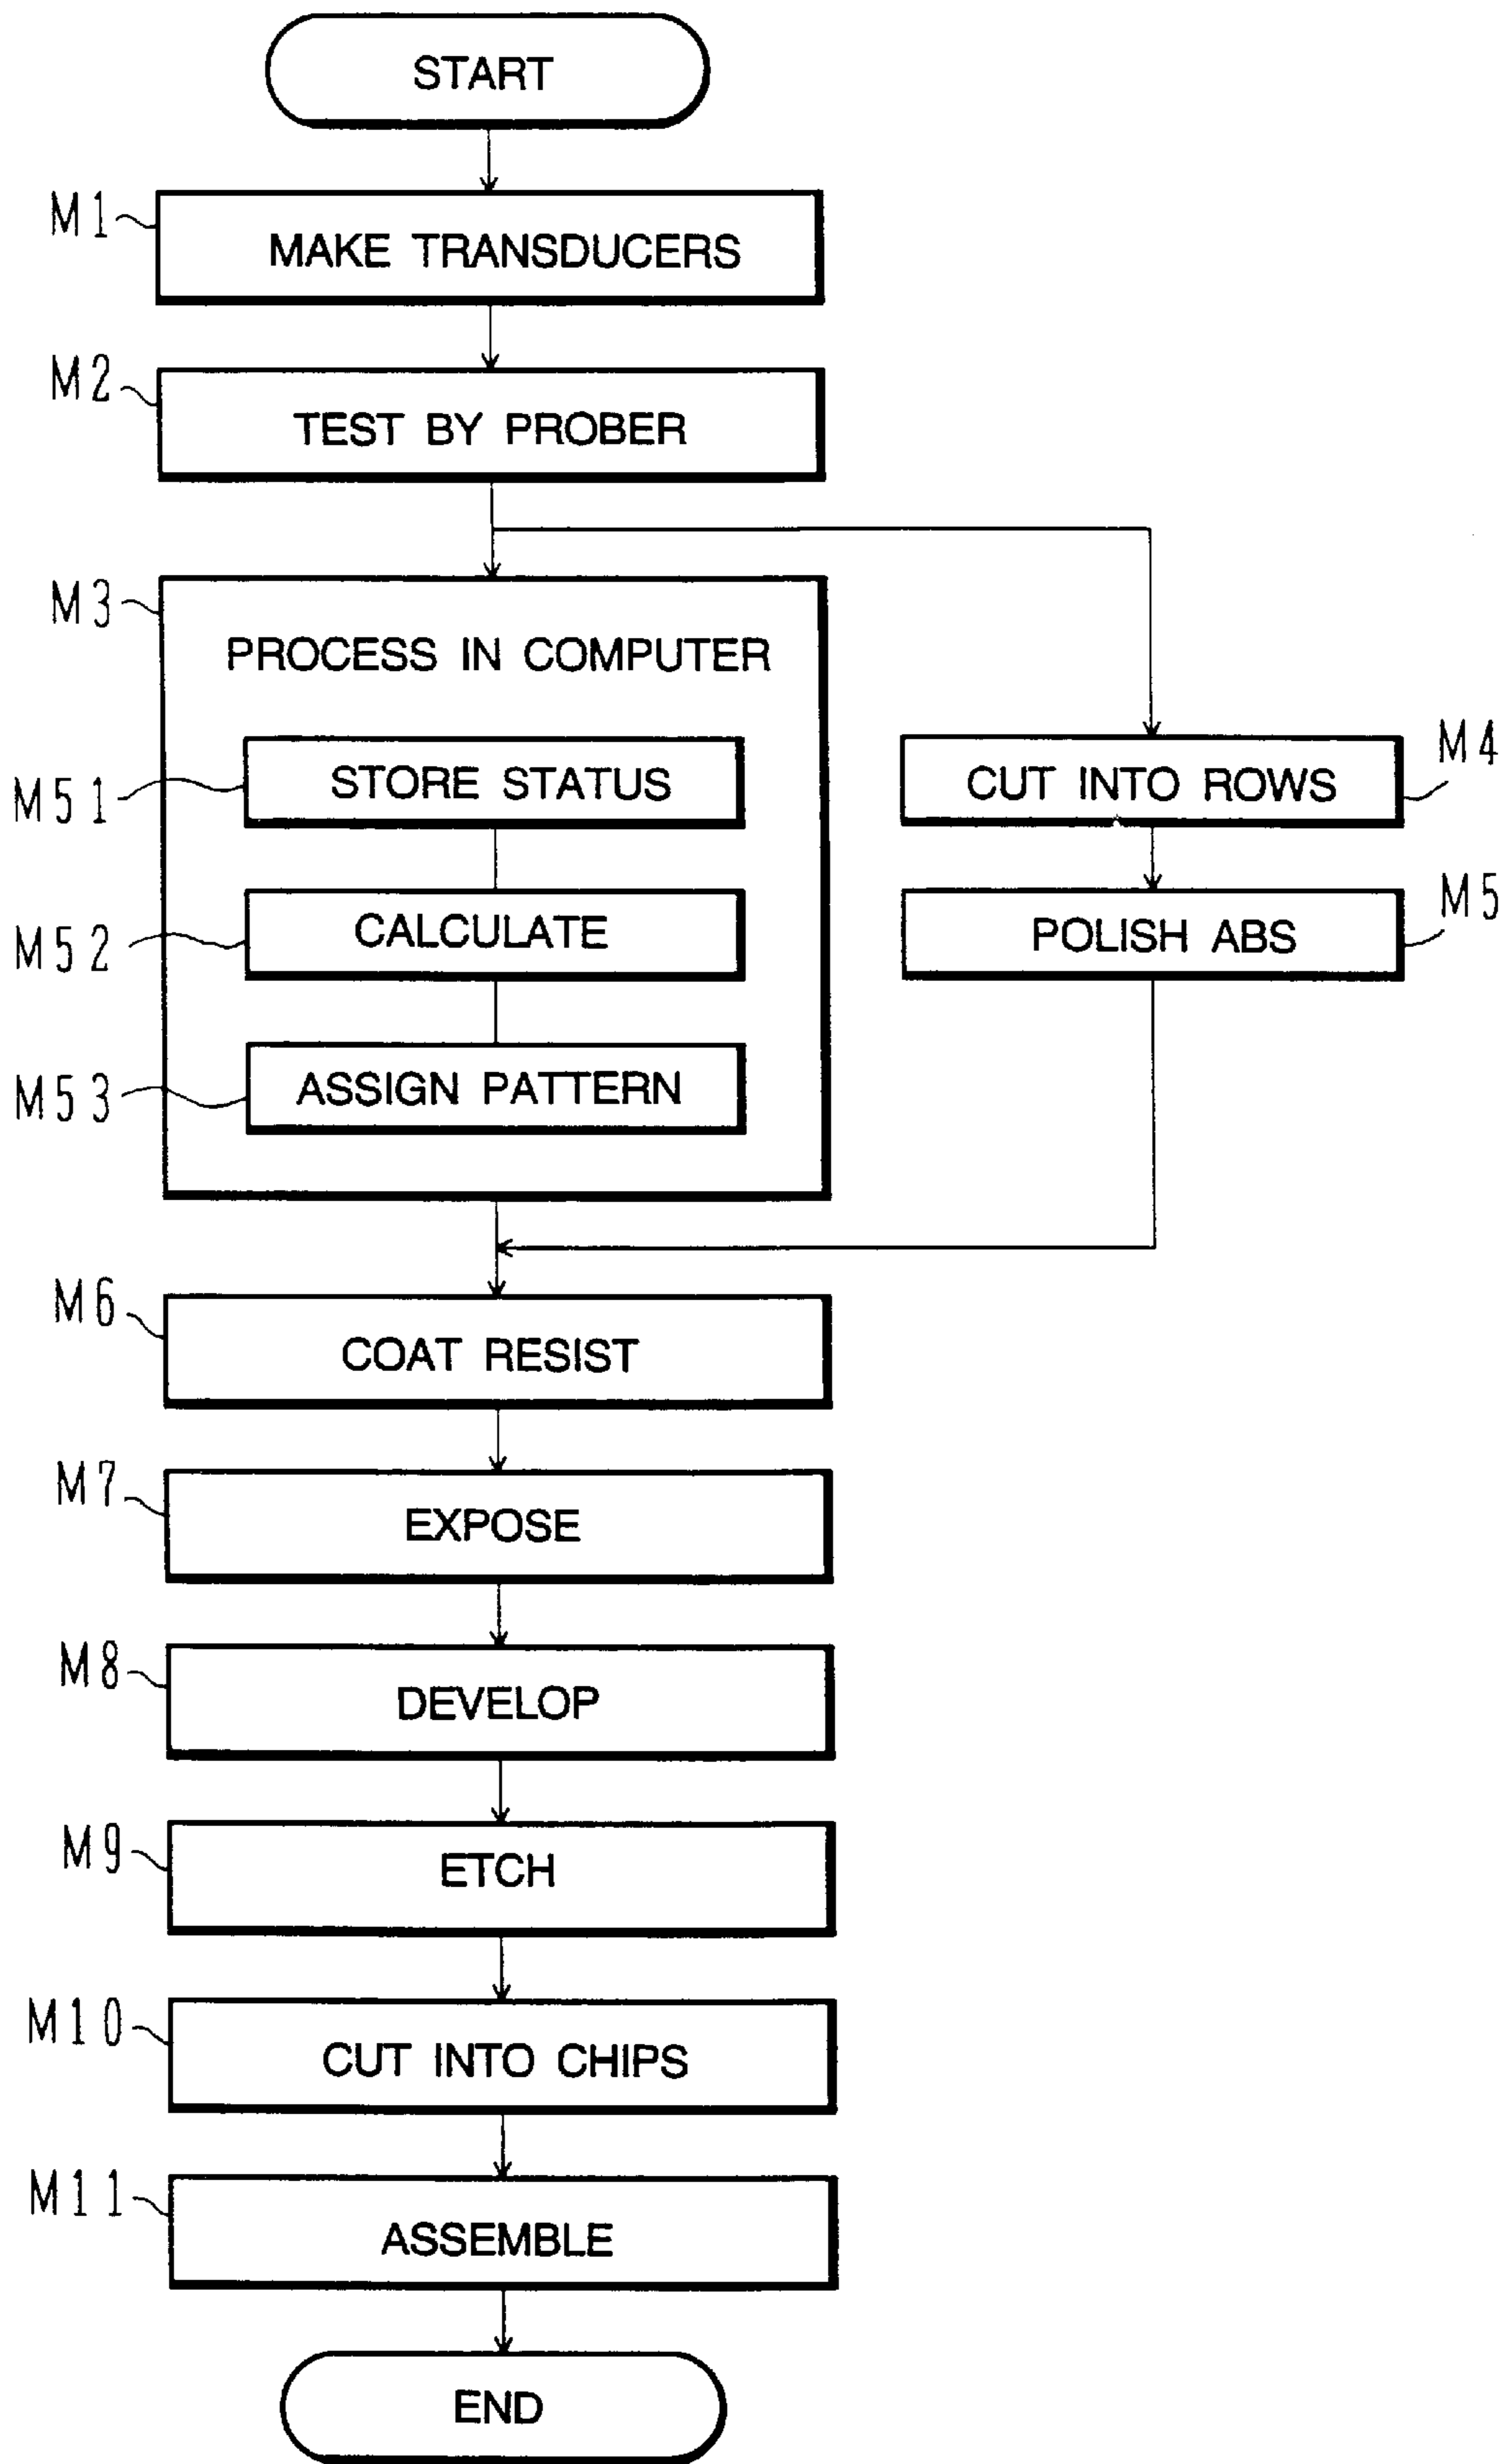 START
M1
MAKE TRANSDUCERS
M2
TEST BY PROBER
M3
PROCESS IN COMPUTER
M51
STORE STATUS
M52
CALCULATE
M53
ASSIGN PATTERN
M4
CUT INTO ROWS
M5
POLISH ABS
M6
COAT RESIST
M7
EXPOSE
M8
DEVELOP
M9
ETCH
M10
CUT INTO CHIPS
M11
ASSEMBLE
END